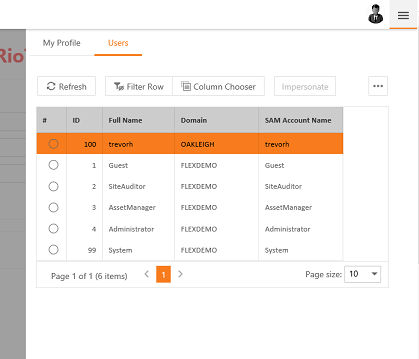 My Profile Users
Refresh Filter Row Column Chooser Impersonate
# ID Full Name Domain SAM Account Name
100 trevorh OAKLEIGH trevorh
1 Guest FLEXDEMO Guest
2 SiteAuditor FLEXDEMO SiteAuditor
3 AssetManager FLEXDEMO AssetManager
4 Administrator FLEXDEMO Administrator
99 System FLEXDEMO System
Page 1 of 1 (6 items) 1 Page size: 10